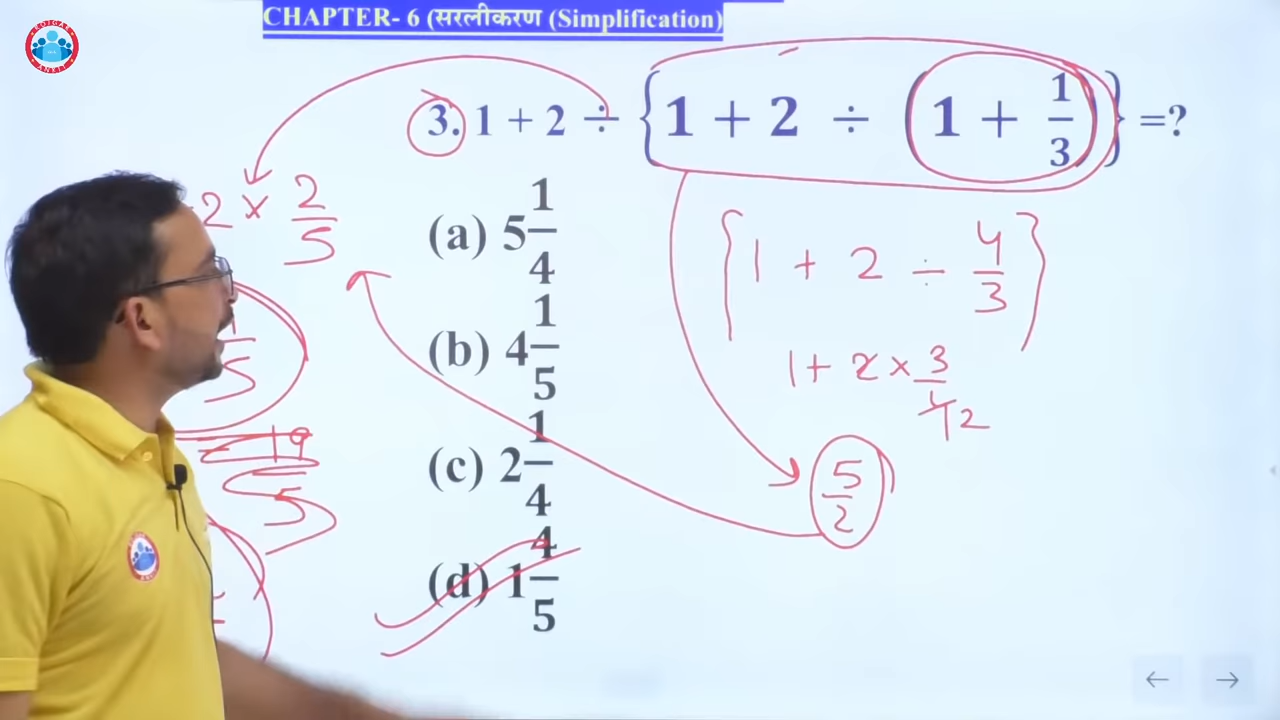 CHAPTER- 6 (सरलीकरण (Simplification)
3. 1 + 2 ÷ {1 + 2 ÷ (1 + 1/3)} =?
2 × 2/5
{1 + 2 ÷ 4/3}
(a) 5 1/4
(b) 4 1/5
1 + 2 × 3/4 2
(c) 2 1/4
5/2
(d) 1 4/5
ROJGAR
ANKIT